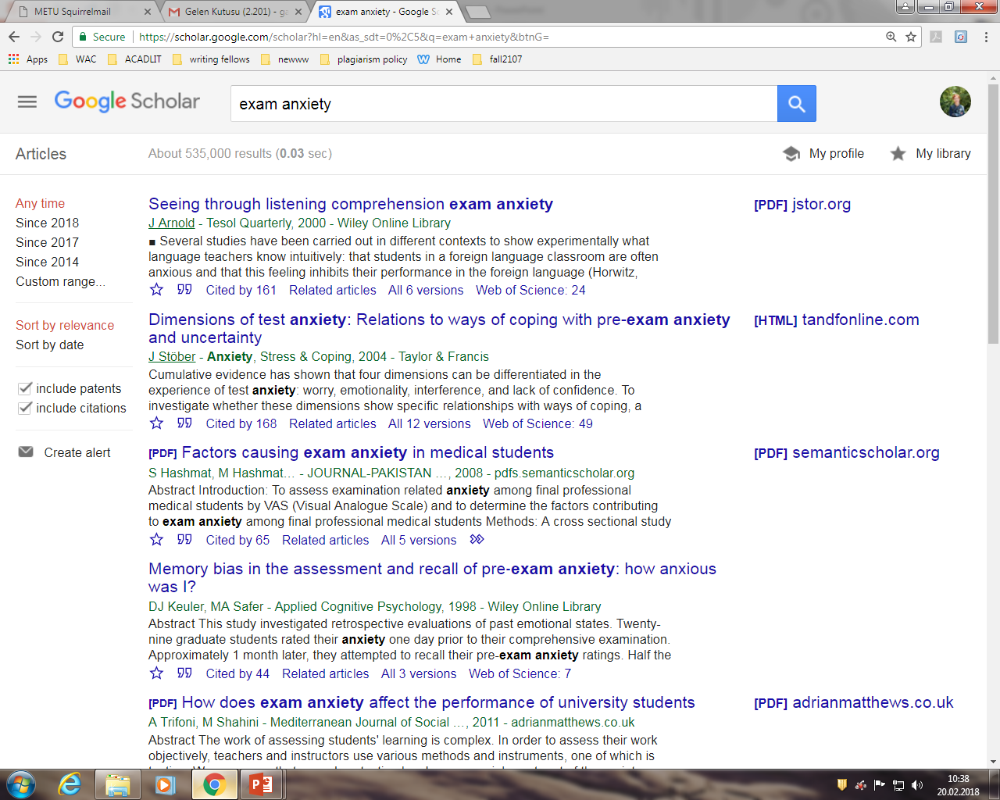 METU Squirrelmail
Gelen Kutusu (2.201) - g
exam anxiety - Google S
Secure
https://scholar.google.com/scholar?hl=en&as_sdt=0%2C5&q=exam+anxiety&btnG=
Apps WAC ACADLIT writing fellows newww plagiarism policy Home fall2107
Google Scholar
exam anxiety
Articles
About 535,000 results (0.03 sec)
My profile
My library
Any time
Since 2018
Since 2017
Since 2014
Custom range...
Sort by relevance
Sort by date
include patents
include citations
Create alert
Seeing through listening comprehension exam anxiety
[PDF] jstor.org
J Arnold - Tesol Quarterly, 2000 - Wiley Online Library
■ Several studies have been carried out in different contexts to show experimentally what
language teachers know intuitively: that students in a foreign language classroom are often
anxious and that this feeling inhibits their performance in the foreign language (Horwitz,
Cited by 161 Related articles All 6 versions Web of Science: 24
Dimensions of test anxiety: Relations to ways of coping with pre-exam anxiety
and uncertainty
[HTML] tandfonline.com
J Stöber - Anxiety, Stress & Coping, 2004 - Taylor & Francis
Cumulative evidence has shown that four dimensions can be differentiated in the
experience of test anxiety: worry, emotionality, interference, and lack of confidence. To
investigate whether these dimensions show specific relationships with ways of coping, a
Cited by 168 Related articles All 12 versions Web of Science: 49
[PDF] Factors causing exam anxiety in medical students
[PDF] semanticscholar.org
S Hashmat, M Hashmat... - JOURNAL-PAKISTAN ..., 2008 - pdfs.semanticscholar.org
Abstract Introduction: To assess examination related anxiety among final professional
medical students by VAS (Visual Analogue Scale) and to determine the factors contributing
to exam anxiety among final professional medical students Methods: A cross sectional study
Cited by 65 Related articles All 5 versions
Memory bias in the assessment and recall of pre-exam anxiety: how anxious
was I?
DJ Keuler, MA Safer - Applied Cognitive Psychology, 1998 - Wiley Online Library
Abstract This study investigated retrospective evaluations of past emotional states. Twenty-
nine graduate students rated their anxiety one day prior to their comprehensive examination.
Approximately 1 month later, they attempted to recall their pre-exam anxiety ratings. Half the
Cited by 44 Related articles All 3 versions Web of Science: 7
[PDF] How does exam anxiety affect the performance of university students
[PDF] adrianmatthews.co.uk
A Trifoni, M Shahini - Mediterranean Journal of Social ..., 2011 - adrianmatthews.co.uk
Abstract The work of assessing students' learning is complex. In order to assess their work
objectively, teachers and instructors use various methods and instruments, one of which is
10:38
20.02.2018